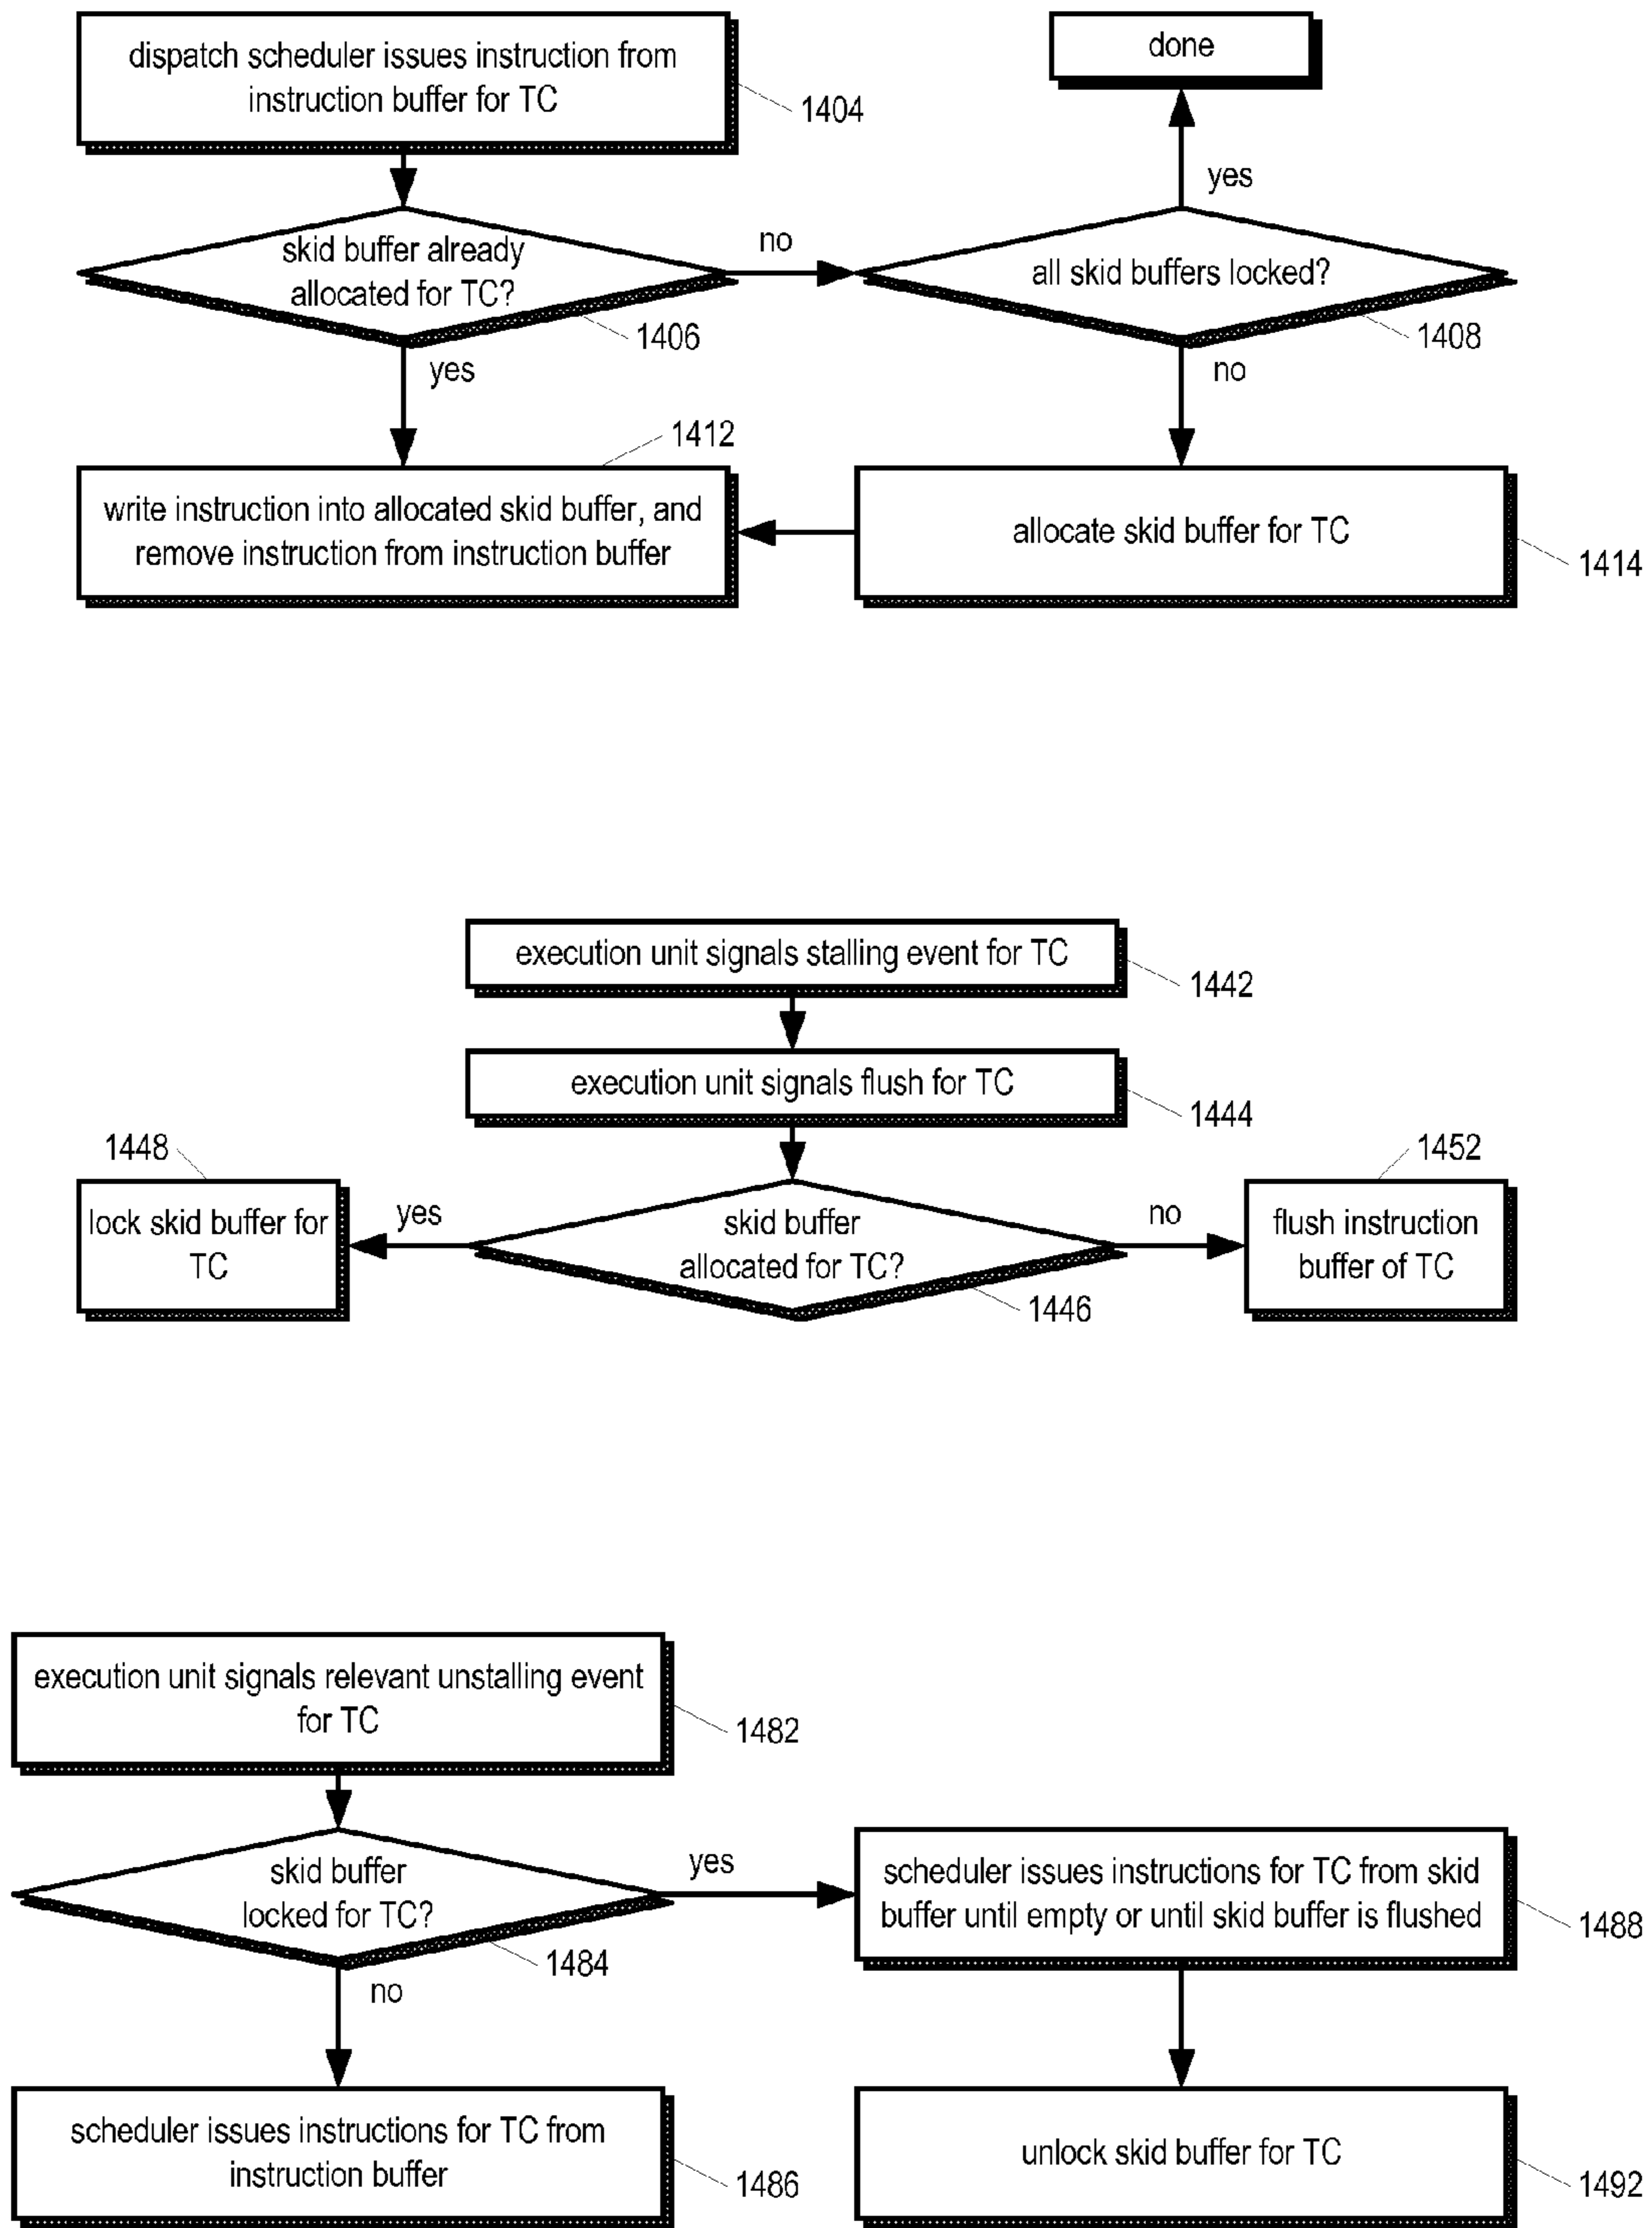 dispatch scheduler issues instruction from
instruction buffer for TC
1404
done
yes
skid buffer already
allocated for TC?
1406
no
all skid buffers locked?
1408
yes
no
1412
write instruction into allocated skid buffer, and
remove instruction from instruction buffer
allocate skid buffer for TC
1414
execution unit signals stalling event for TC
1442
execution unit signals flush for TC
1444
1448
1452
lock skid buffer for
TC
yes
skid buffer
allocated for TC?
1446
no
flush instruction
buffer of TC
execution unit signals relevant unstalling event
for TC
1482
skid buffer
locked for TC?
1484
yes
scheduler issues instructions for TC from skid
buffer until empty or until skid buffer is flushed
1488
no
scheduler issues instructions for TC from
instruction buffer
1486
unlock skid buffer for TC
1492